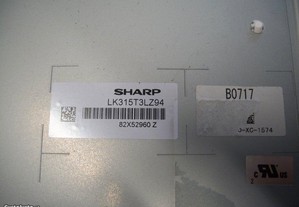 SHARP
LK315T3LZ94
82X52960 Z
B0717
J-KC-1574